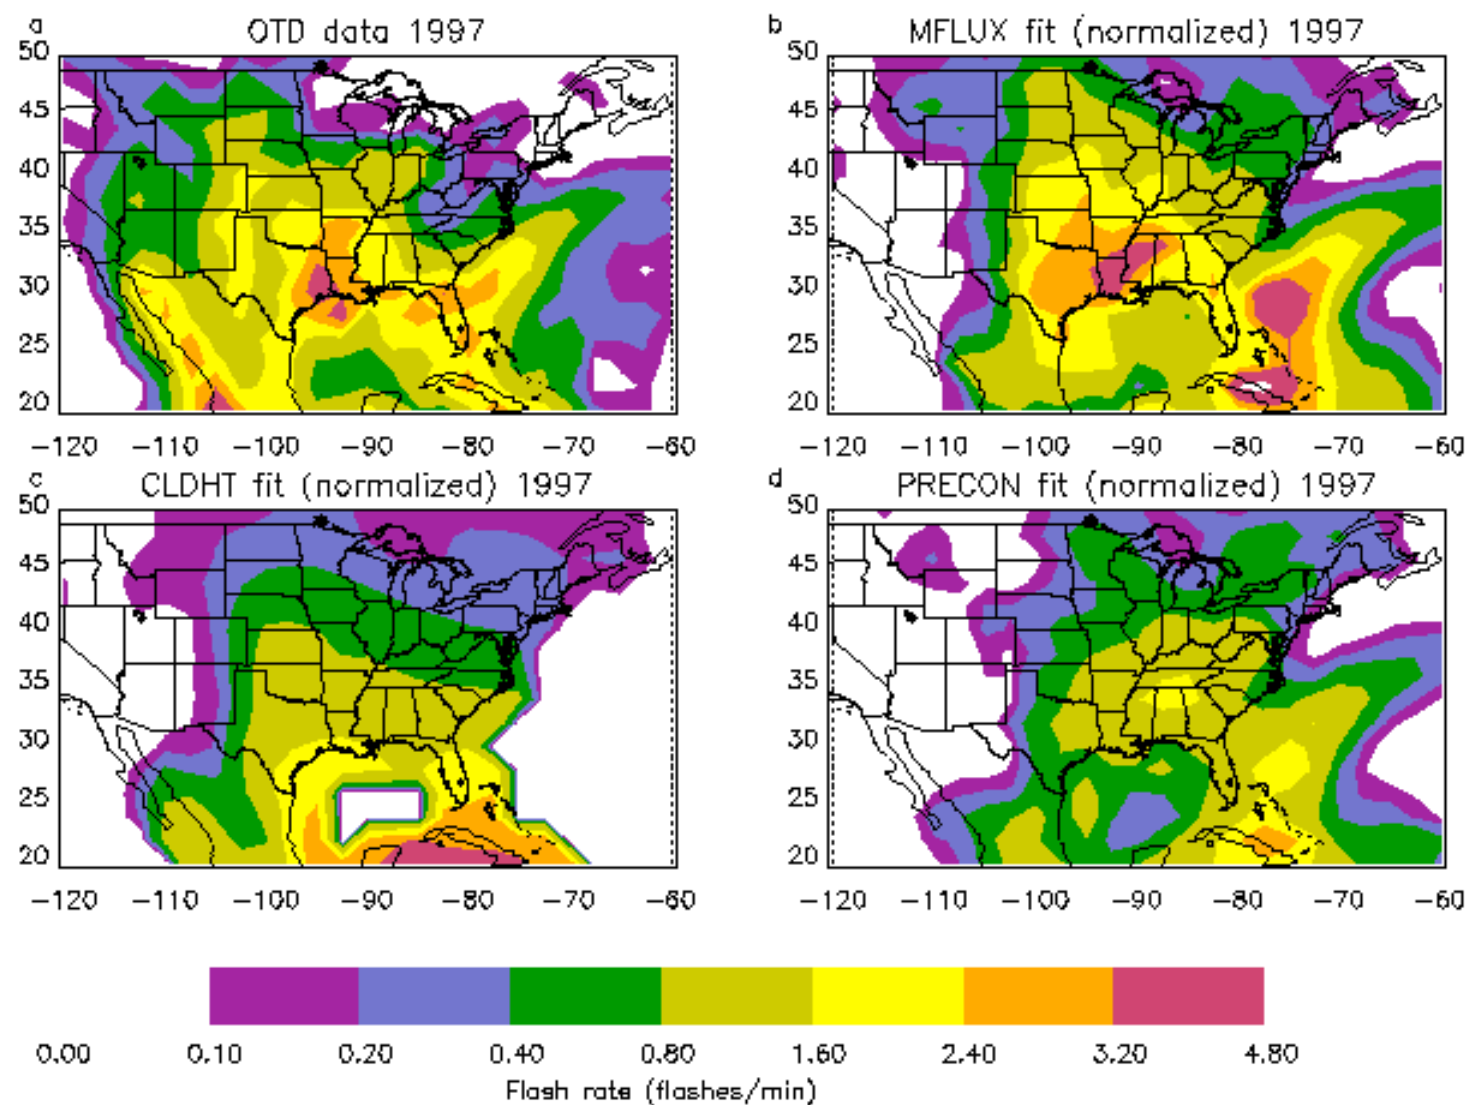 a OTD data 1997
b MFLUX fit (normalized) 1997
50
45
40
35
30
25
20
-120 -110 -100 -90 -80 -70 -60
50
45
40
35
30
25
20
-120 -110 -100 -90 -80 -70 -60
c CLDHT fit (normalized) 1997
d PRECON fit (normalized) 1997
50
45
40
35
30
25
20
-120 -110 -100 -90 -80 -70 -60
50
45
40
35
30
25
20
-120 -110 -100 -90 -80 -70 -60
0.00 0.10 0.20 0.40 0.80 1.60 2.40 3.20 4.80
Flash rate (flashes/min)